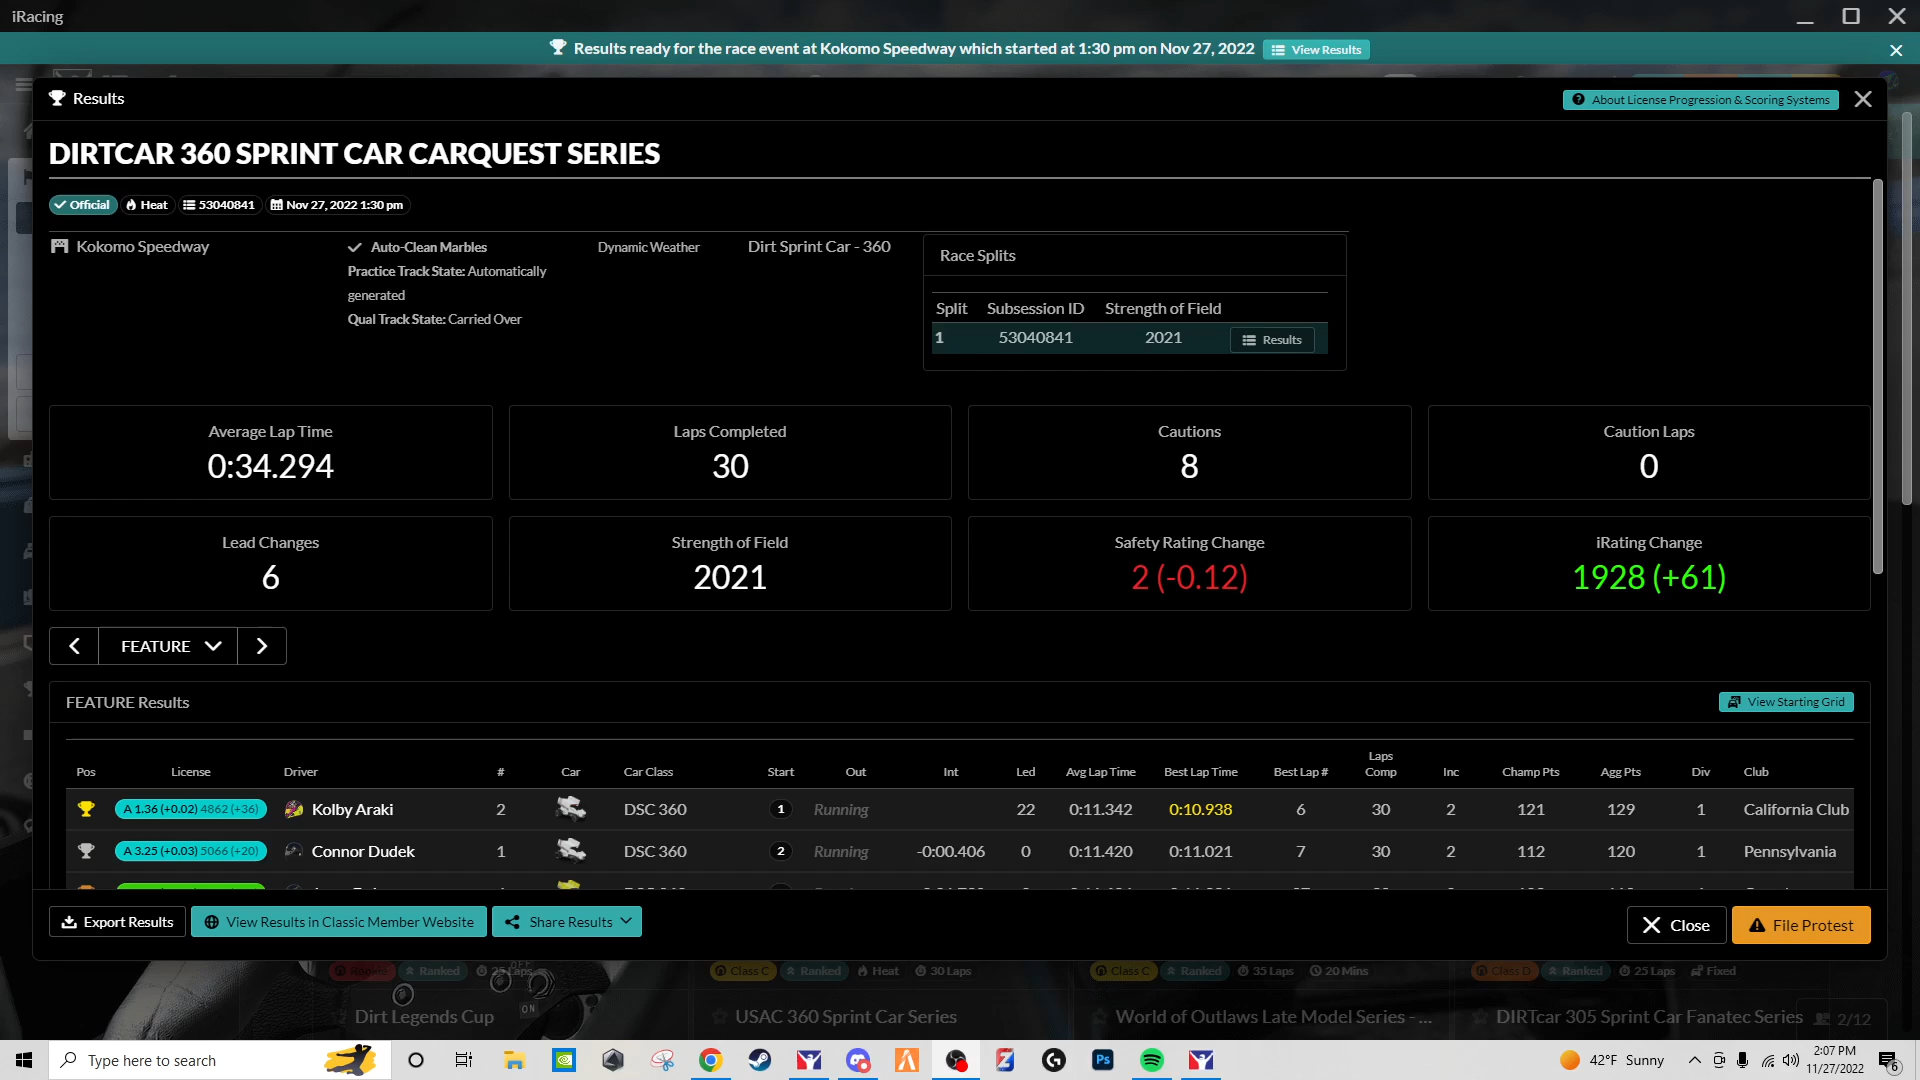 iRacing
Results ready for the race event at Kokomo Speedway which started at 1:30 pm on Nov 27, 2022
View Results
Results
About License Progression & Scoring Systems
DIRTCAR 360 SPRINT CAR CARQUEST SERIES
Official Heat 53040841 Nov 27, 2022 1:30 pm
Kokomo Speedway
Auto-Clean Marbles
Practice Track State: Automatically
generated
Qual Track State: Carried Over
Dynamic Weather
Dirt Sprint Car - 360
Race Splits
Split Subsession ID Strength of Field
1 53040841 2021 Results
Average Lap Time
0:34.294
Laps Completed
30
Cautions
8
Caution Laps
0
Lead Changes
6
Strength of Field
2021
Safety Rating Change
2 (-0.12)
iRating Change
1928 (+61)
FEATURE
FEATURE Results
View Starting Grid
Pos License Driver # Car Car Class Start Out Int Led Avg Lap Time Best Lap Time Best Lap # Laps Comp Inc Champ Pts Agg Pts Div Club
A 1.36 (+0.02) 4862 (+36) Kolby Araki 2 DSC 360 1 Running 22 0:11.342 0:10.938 6 30 2 121 129 1 California Club
A 3.25 (+0.03) 5066 (+20) Connor Dudek 1 DSC 360 2 Running -0:00.406 0 0:11.420 0:11.021 7 30 2 112 120 1 Pennsylvania
Export Results
View Results in Classic Member Website
Share Results
Close
File Protest
Rookie Ranked 25 Laps
Class C Ranked Heat 30 Laps
Class C Ranked 35 Laps 20 Mins
Class D Ranked 25 Laps Fixed
OFF
ON
Dirt Legends Cup
USAC 360 Sprint Car Series
World of Outlaws Late Model Series - ...
DIRTcar 305 Sprint Car Fanatec Series
2/12
Type here to search
42°F Sunny
2:07 PM
11/27/2022
6